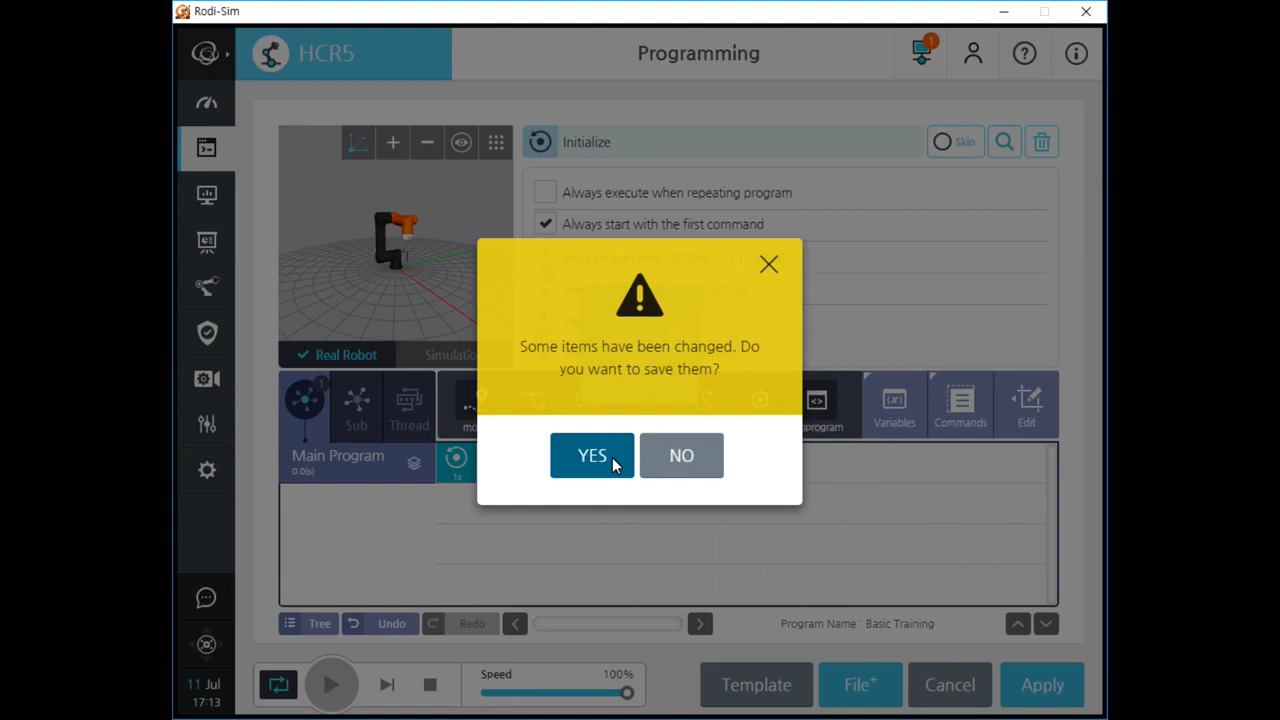 Rodi-Sim
HCR5
Programming
1
Initialize
Skip
Always execute when repeating program
Always start with the first command
Some items have been changed. Do
you want to save them?
YES
NO
Real Robot
1
Sub
Thread
Variables
Commands
Edit
Main Program
0.0(s)
1s
Tree
Undo
Redo
Program Name : Basic Training
11 Jul
17:13
Speed
100%
Template
File+
Cancel
Apply